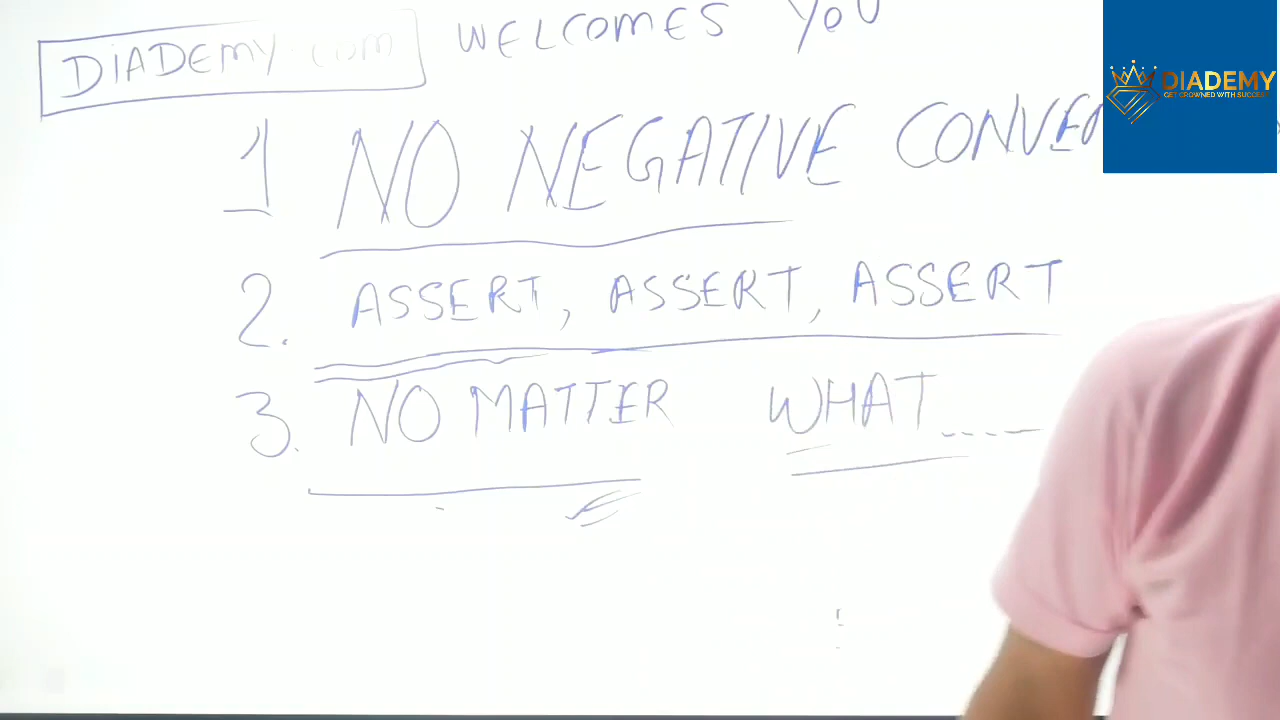 DIADEMY.COM WELCOMES YOU
1 NO NEGATIVE
2. ASSERT, ASSERT, ASSERT
3. NO MATTER WHAT.....
DIADEMY
GET CROWNED WITH SUCCESS